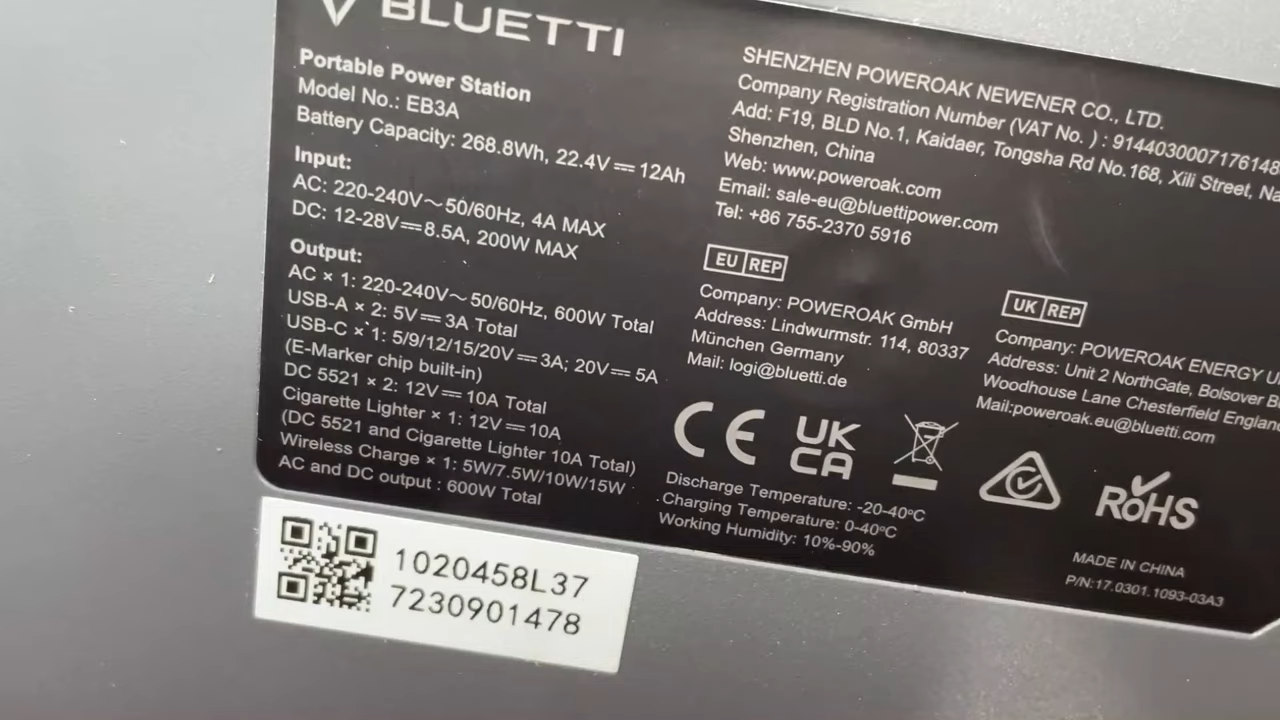 BLUETTI
Portable Power Station
Model No.: EB3A
Battery Capacity: 268.8Wh, 22.4V⎓12Ah
Input:
AC: 220-240V~50/60Hz, 4A MAX
DC: 12-28V⎓8.5A, 200W MAX
Output:
AC × 1: 220-240V~50/60Hz, 600W Total
USB-A × 2: 5V⎓3A Total
USB-C × 1: 5/9/12/15/20V⎓3A; 20V⎓5A
(E-Marker chip built-in)
DC 5521 × 2: 12V⎓10A Total
Cigarette Lighter × 1: 12V⎓10A
(DC 5521 and Cigarette Lighter 10A Total)
Wireless Charge × 1: 5W/7.5W/10W/15W
AC and DC output : 600W Total
SHENZHEN POWEROAK NEWENER CO., LTD.
Company Registration Number (VAT No. ) : 91440300071776148
Add: F19, BLD No.1, Kaidaer, Tongsha Rd No.168, Xili Street,
Shenzhen, China
Web: www.poweroak.com
Email: sale-eu@bluettipower.com
Tel: +86 755-2370 5916
EU REP
Company: POWEROAK GmbH
Address: Lindwurmstr. 114, 80337
München Germany
Mail: logi@bluetti.de
UK REP
Company: POWEROAK ENERGY
Address: Unit 2 NorthGate, Bolsover
Woodhouse Lane Chesterfield England
Mail:poweroak.eu@bluetti.com
CE
UK
CA
RoHS
Discharge Temperature: -20-40°C
Charging Temperature: 0-40°C
Working Humidity: 10%-90%
MADE IN CHINA
P/N:17.0301.1093-03A3
1020458L37
7230901478